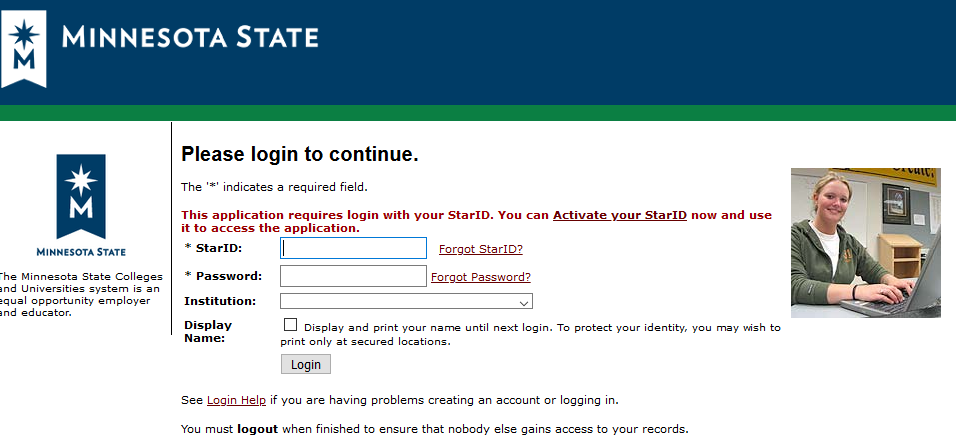 M
MINNESOTA STATE
Please login to continue.
The '*' indicates a required field.
This application requires login with your StarID. You can Activate your StarID now and use
it to access the application.
* StarID:
Forgot StarID?
* Password:
Forgot Password?
Institution:
Display
Name:
Display and print your name until next login. To protect your identity, you may wish to
print only at secured locations.
Login
See Login Help if you are having problems creating an account or logging in.
You must logout when finished to ensure that nobody else gains access to your records.
M
MINNESOTA STATE
The Minnesota State Colleges
and Universities system is an
equal opportunity employer
and educator.
create.